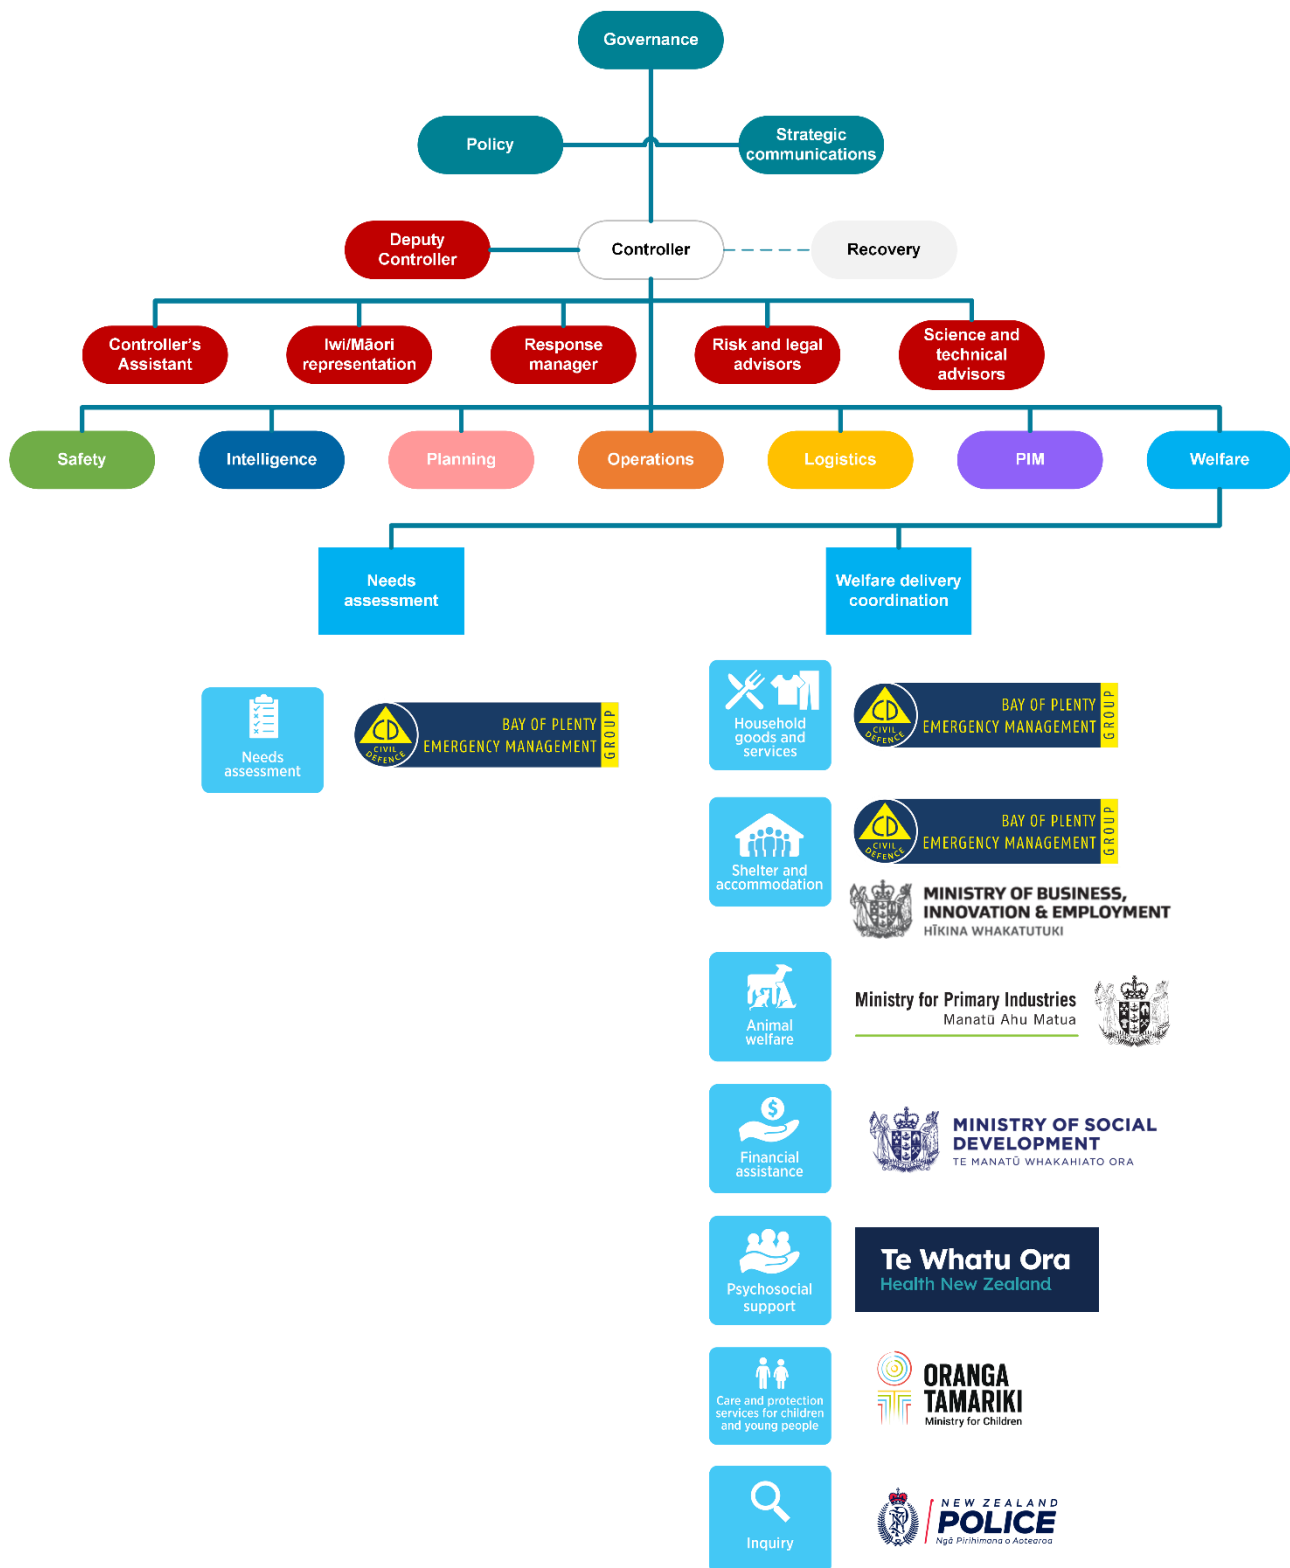 Governance
Policy
Strategic
communications
Deputy
Controller
Controller
Recovery
Controller's
Assistant
Iwi/Māori
representation
Response
manager
Risk and legal
advisors
Science and
technical
advisors
Safety
Intelligence
Planning
Operations
Logistics
PIM
Welfare
Needs
assessment
Welfare delivery
coordination
Needs
assessment
CD
CIVIL
DEFENCE
BAY OF PLENTY
EMERGENCY MANAGEMENT
GROUP
Household
goods and
services
CD
CIVIL
DEFENCE
BAY OF PLENTY
EMERGENCY MANAGEMENT
GROUP
Shelter and
accommodation
CD
CIVIL
DEFENCE
BAY OF PLENTY
EMERGENCY MANAGEMENT
GROUP
MINISTRY OF BUSINESS,
INNOVATION & EMPLOYMENT
HĪKINA WHAKATUTUKI
Animal
welfare
Ministry for Primary Industries
Manatū Ahu Matua
Financial
assistance
$
MINISTRY OF SOCIAL
DEVELOPMENT
TE MANATŪ WHAKAHIATO ORA
Psychosocial
support
Te Whatu Ora
Health New Zealand
Care and protection
services for children
and young people
ORANGA
TAMARIKI
Ministry for Children
Inquiry
NEW ZEALAND
POLICE
Ngā Pirihimana o Aotearoa